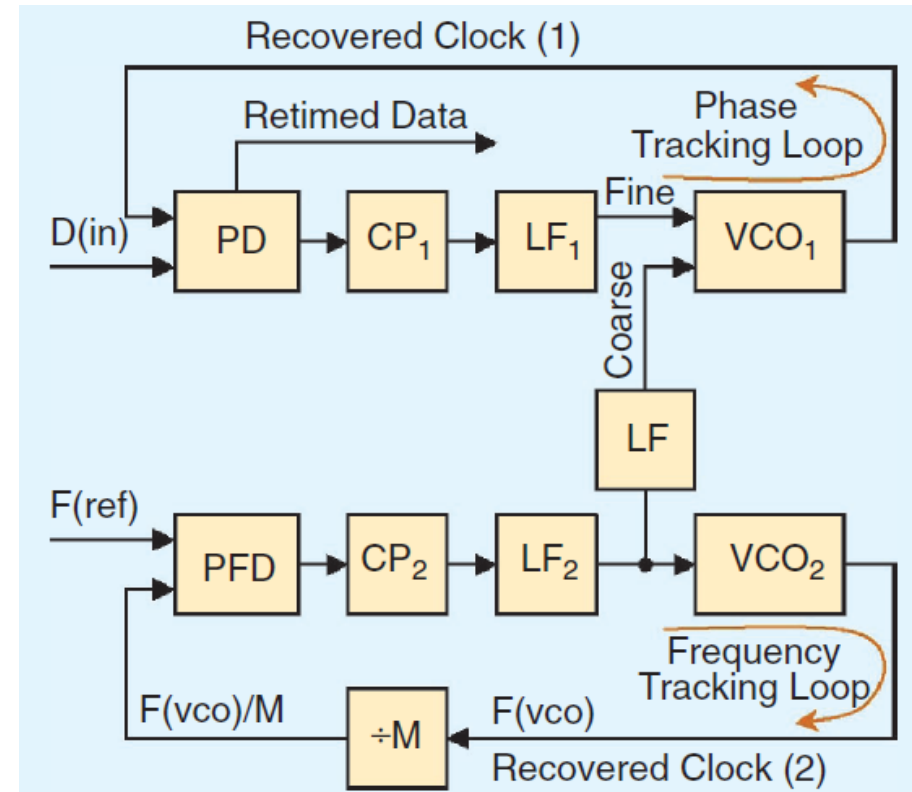 Recovered Clock (1)
Retimed Data
Phase
Tracking Loop
Fine
D(in)
PD
CP₁
LF₁
VCO₁
Coarse
LF
F(ref)
PFD
CP₂
LF₂
VCO₂
Frequency
Tracking Loop
F(vco)/M
÷M
F(vco)
Recovered Clock (2)